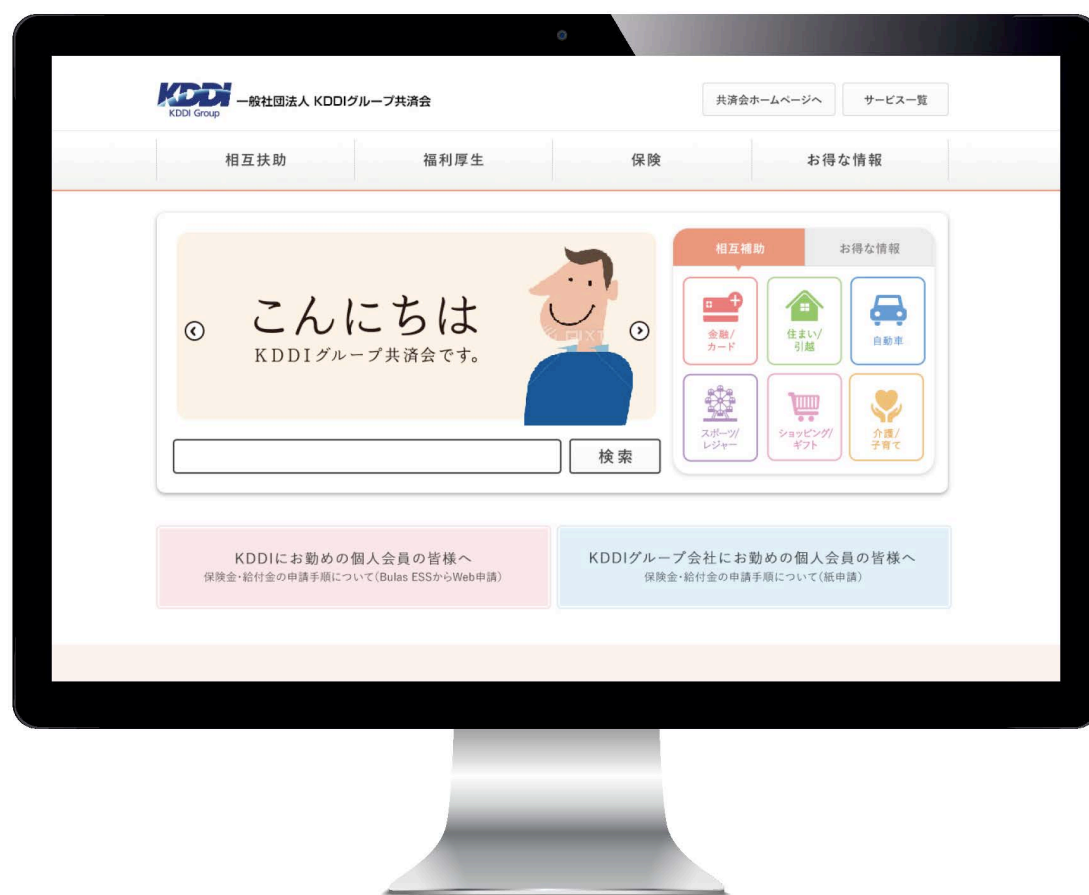 KDDI
KDDI Group
一般社団法人 KDDIグループ共済会
共済会ホームページへ
サービス一覧
相互扶助
福利厚生
保険
お得な情報
こんにちは
KDDIグループ共済会です。
検索
相互補助
お得な情報
金融/
カード
住まい/
引越
自動車
スポーツ/
レジャー
ショッピング/
ギフト
介護/
子育て
KDDIにお勤めの個人会員の皆様へ
保険金・給付金の申請手順について(Bulas ESSからWeb申請)
KDDIグループ会社にお勤めの個人会員の皆様へ
保険金・給付金の申請手順について(紙申請)